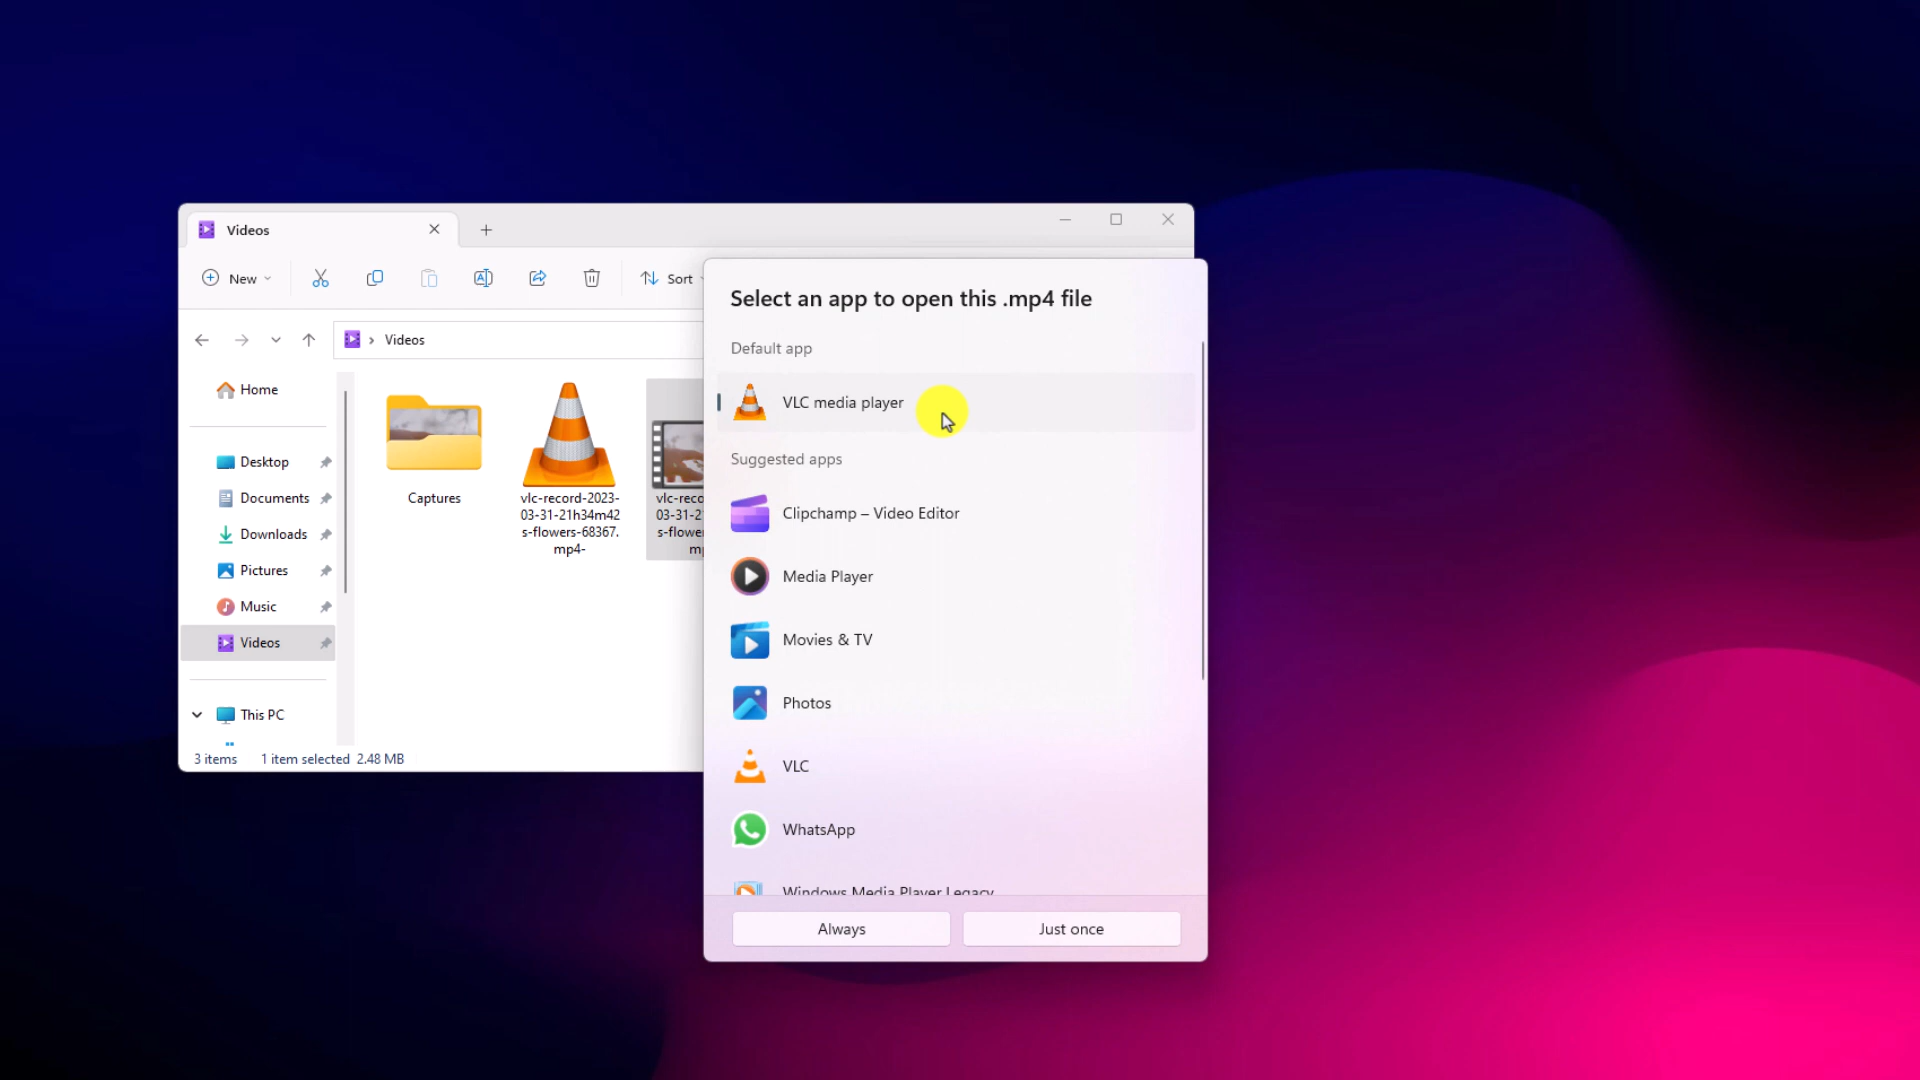 Videos
New
Sort
Videos
Home
Desktop
Documents
Downloads
Pictures
Music
Videos
This PC
Captures
vlc-record-2023-
03-31-21h34m42
s-flowers-68367.
mp4-
vlc-reco
03-31-2
s-flower
m
3 items 1 item selected 2.48 MB
Select an app to open this .mp4 file
Default app
VLC media player
Suggested apps
Clipchamp – Video Editor
Media Player
Movies & TV
Photos
VLC
WhatsApp
Windows Media Player Legacy
Always
Just once